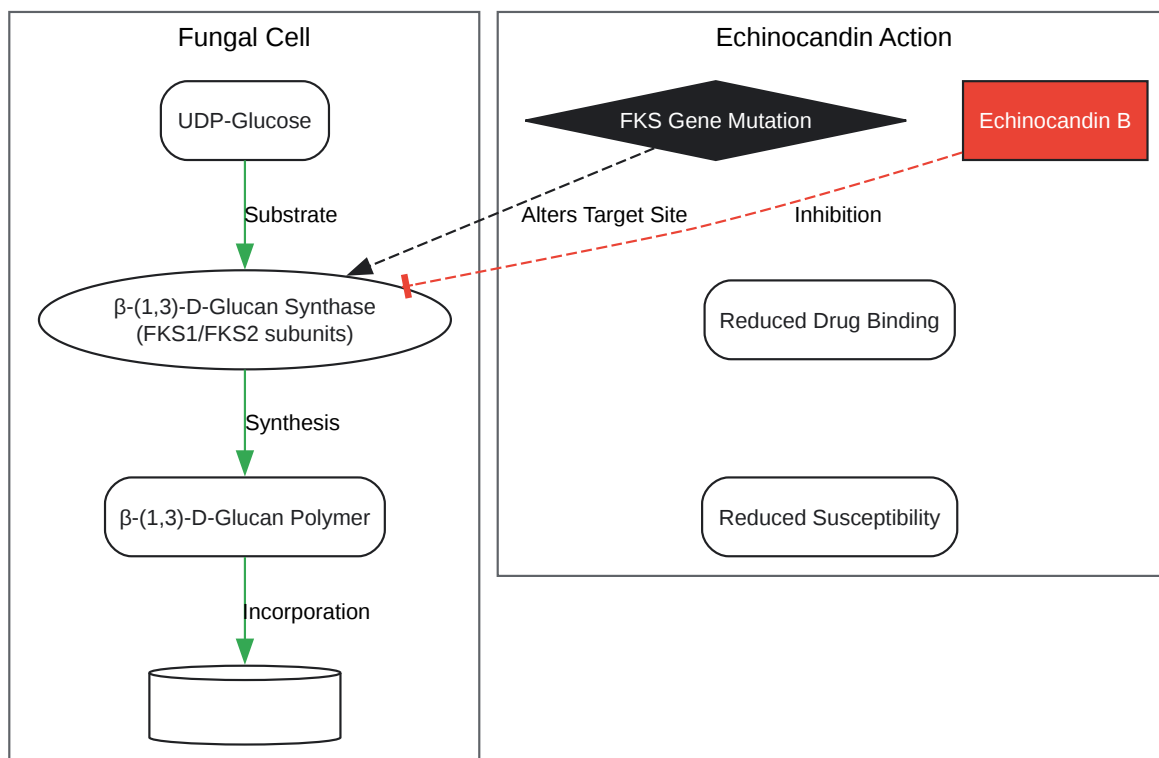 Fungal Cell
UDP-Glucose
Substrate
β-(1,3)-D-Glucan Synthase
(FKS1/FKS2 subunits)
Synthesis
β-(1,3)-D-Glucan Polymer
Incorporation
Echinocandin Action
FKS Gene Mutation
Echinocandin B
Alters Target Site
Inhibition
Reduced Drug Binding
Reduced Susceptibility